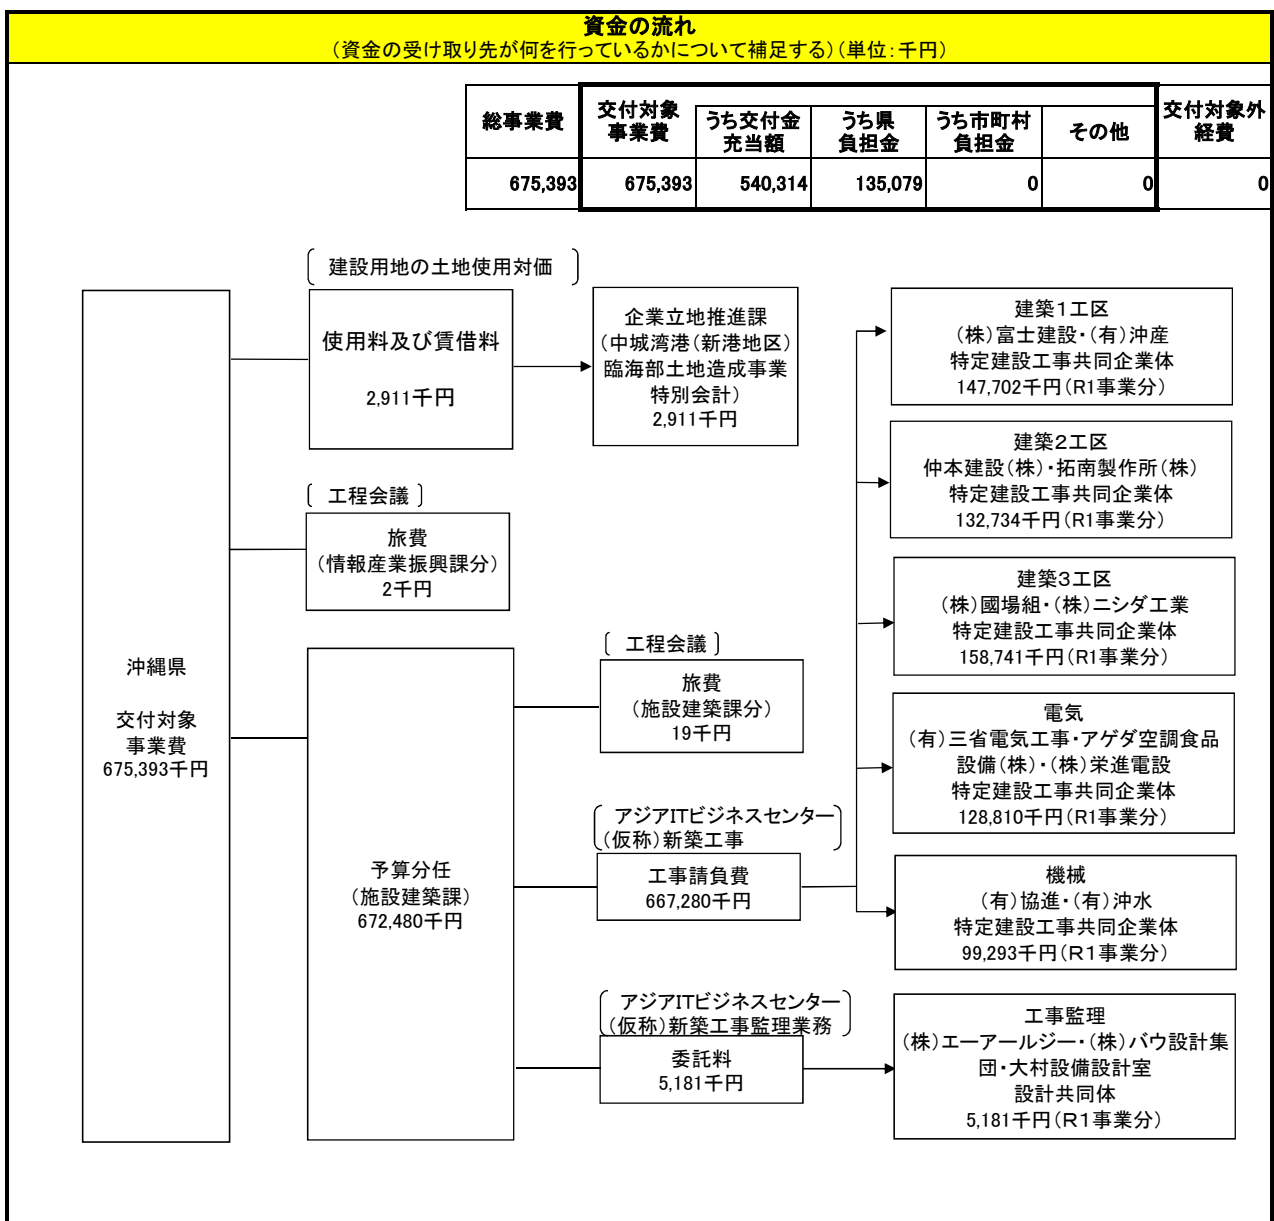 資金の流れ
(資金の受け取り先が何を行っているかについて補足する)(単位:千円)
総事業費
交付対象
事業費
うち交付金
充当額
うち県
負担金
うち市町村
負担金
その他
交付対象外
経費
675,393
675,393
540,314
135,079
0
0
0
建設用地の土地使用対価
使用料及び賃借料
2,911千円
企業立地推進課
(中城湾港(新港地区)
臨海部土地造成事業
特別会計)
2,911千円
工程会議
旅費
(情報産業振興課分)
2千円
沖縄県
交付対象
事業費
675,393千円
予算分任
(施設建築課)
672,480千円
工程会議
旅費
(施設建築課分)
19千円
アジアITビジネスセンター
(仮称)新築工事
工事請負費
667,280千円
アジアITビジネスセンター
(仮称)新築工事監理業務
委託料
5,181千円
建築1工区
(株)富士建設・(有)沖産
特定建設工事共同企業体
147,702千円(R1事業分)
建築2工区
仲本建設(株)・拓南製作所(株)
特定建設工事共同企業体
132,734千円(R1事業分)
建築3工区
(株)國場組・(株)ニシダ工業
特定建設工事共同企業体
158,741千円(R1事業分)
電気
(有)三省電気工事・アゲダ空調食品
設備(株)・(株)栄進電設
特定建設工事共同企業体
128,810千円(R1事業分)
機械
(有)協進・(有)沖水
特定建設工事共同企業体
99,293千円(R1事業分)
工事監理
(株)エーアールジー・(株)バウ設計集
団・大村設備設計室
設計共同体
5,181千円(R1事業分)